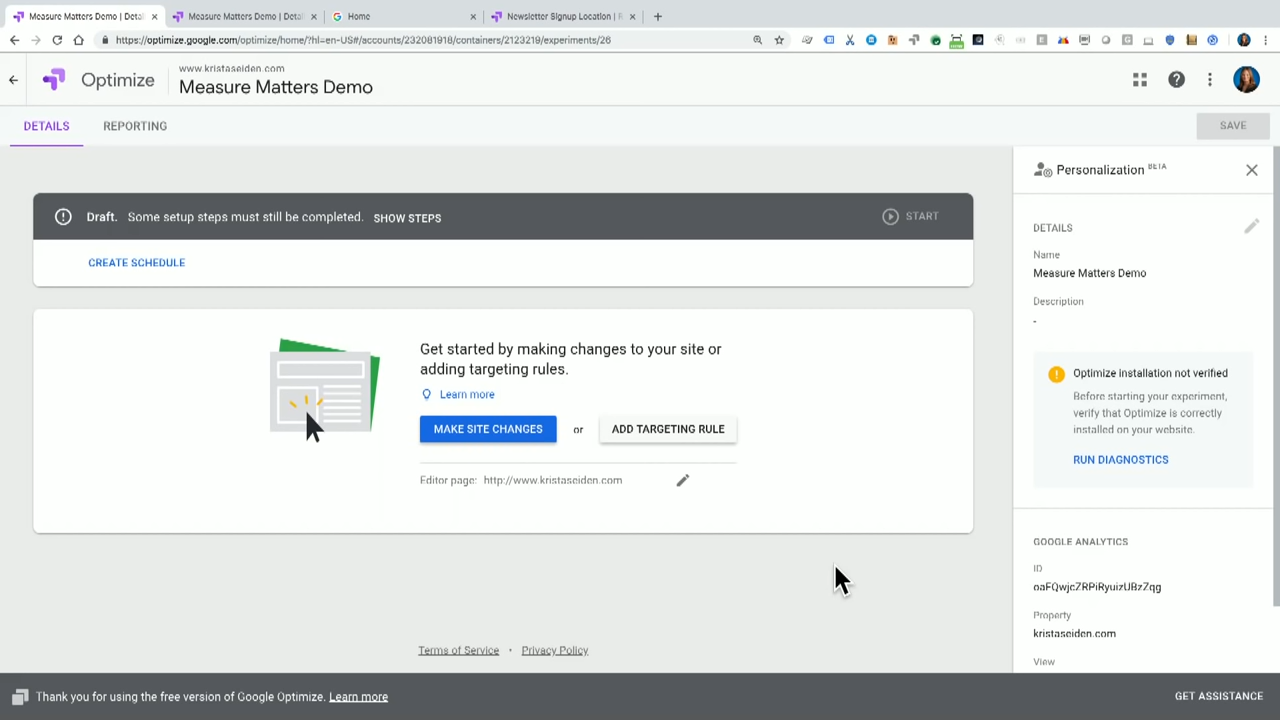 Measure Matters Demo | Detai
Measure Matters Demo | Detai
Home
Newsletter Signup Location | R
https://optimize.google.com/optimize/home/?hl=en-US#/accounts/232081918/containers/2123219/experiments/26
Optimize
www.kristaseiden.com
Measure Matters Demo
DETAILS
REPORTING
SAVE
Draft. Some setup steps must still be completed. SHOW STEPS
START
CREATE SCHEDULE
Get started by making changes to your site or
adding targeting rules.
Learn more
MAKE SITE CHANGES
or
ADD TARGETING RULE
Editor page: http://www.kristaseiden.com
Terms of Service • Privacy Policy
Personalization BETA
DETAILS
Name
Measure Matters Demo
Description
-
Optimize installation not verified
Before starting your experiment,
verify that Optimize is correctly
installed on your website.
RUN DIAGNOSTICS
GOOGLE ANALYTICS
ID
oaFQwjcZRPiRyuizUBzZqg
Property
kristaseiden.com
View
Thank you for using the free version of Google Optimize. Learn more
GET ASSISTANCE